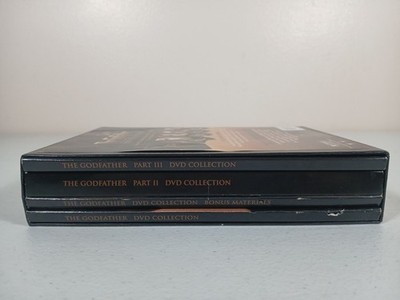 THE GODFATHER PART III DVD COLLECTION
THE GODFATHER PART II DVD COLLECTION
THE GODFATHER DVD COLLECTION BONUS MATERIALS
THE GODFATHER DVD COLLECTION